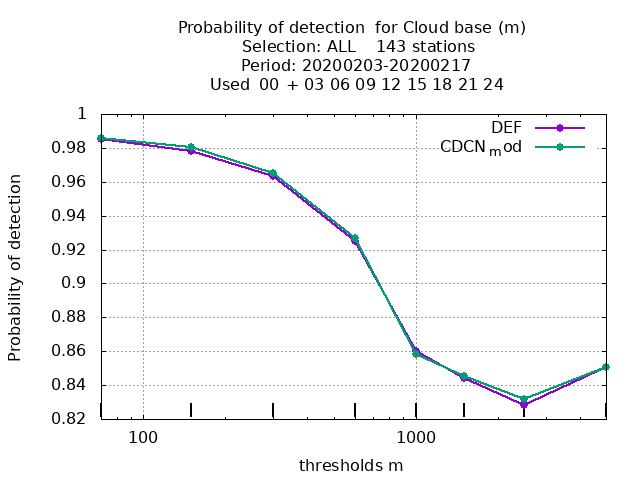 Probability of detection  for Cloud base (m)
Selection: ALL    143 stations
Period: 20200203-20200217
Used  00 + 03 06 09 12 15 18 21 24
1
0.98
0.96
0.94
0.92
0.9
0.88
0.86
0.84
0.82
Probability of detection
DEF
CDCNmod
100
1000
thresholds m